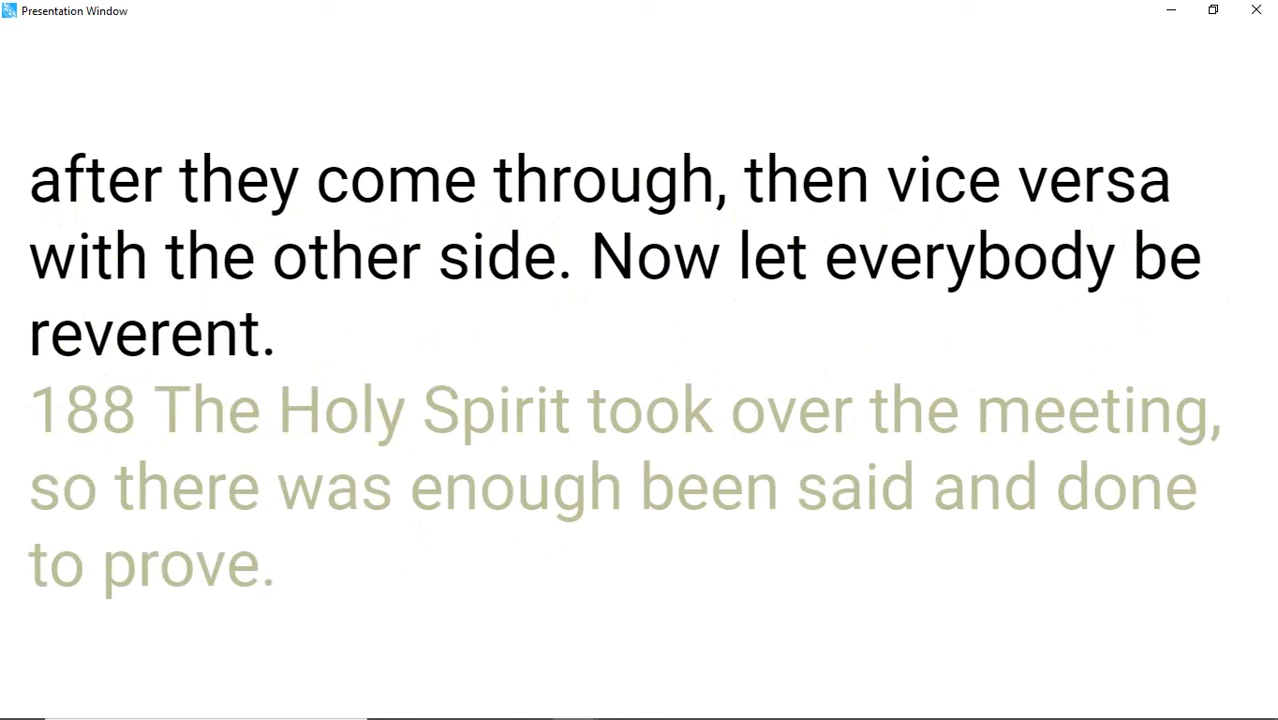 Presentation Window
after they come through, then vice versa
with the other side. Now let everybody be
reverent.
188 The Holy Spirit took over the meeting,
so there was enough been said and done
to prove.